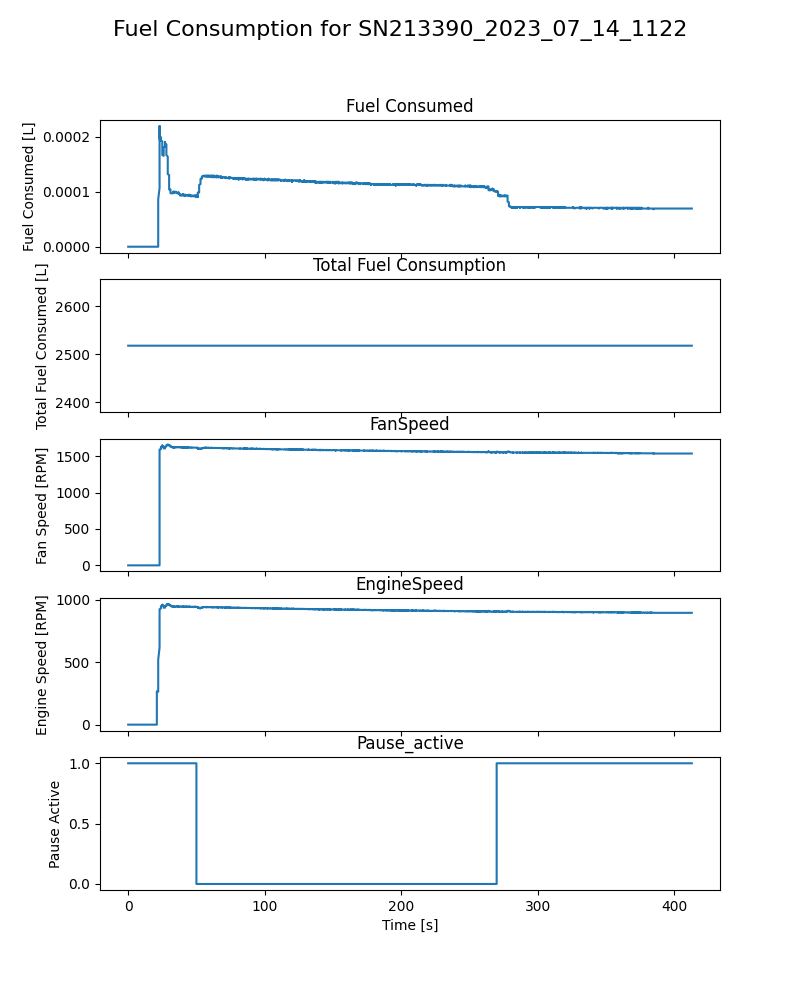 Fuel Consumption for SN213390_2023_07_14_1122
Fuel Consumed
Fuel Consumed [L]
0.0002
0.0001
0.0000
Total Fuel Consumption
Total Fuel Consumed [L]
2600
2500
2400
FanSpeed
Fan Speed [RPM]
1500
1000
500
0
EngineSpeed
Engine Speed [RPM]
1000
500
0
Pause_active
Pause Active
1.0
0.5
0.0
0 100 200 300 400
Time [s]